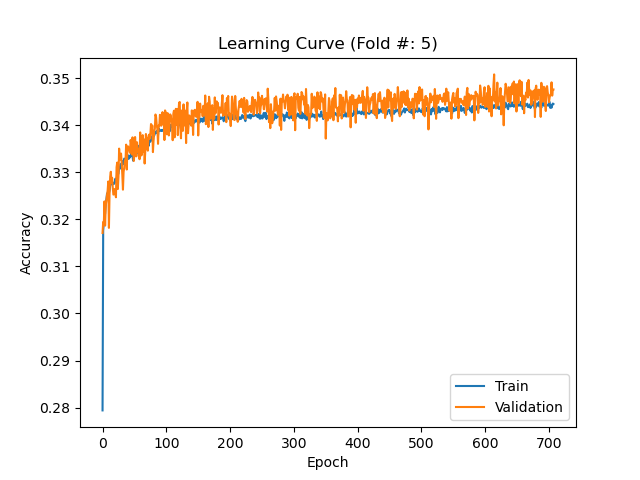 Learning Curve (Fold #: 5)
0.35
0.34
0.33
0.32
0.31
0.30
0.29
0.28
Accuracy
0 100 200 300 400 500 600 700
Epoch
Train
Validation